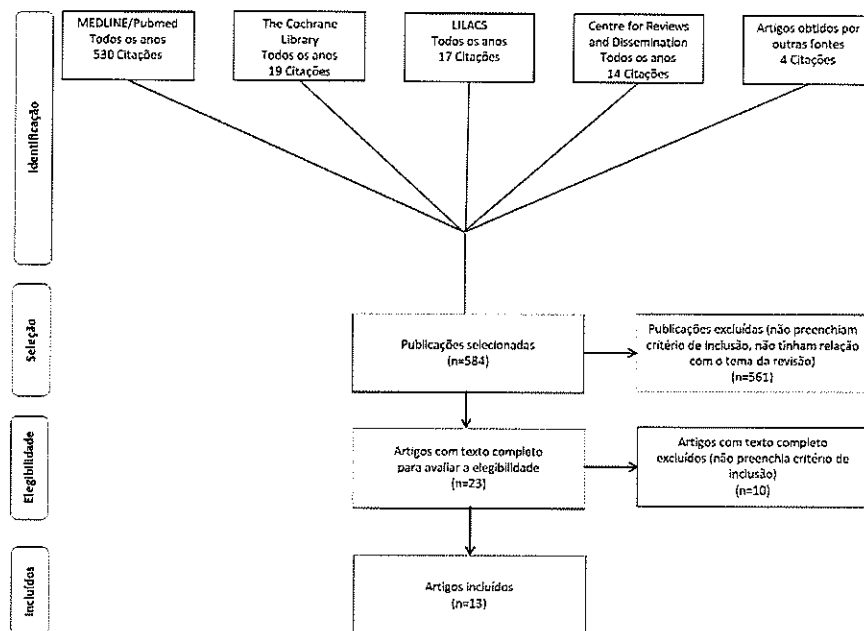 MEDLINE/Pubmed
Todos os anos
530 Citações
The Cochrane
Library
Todos os anos
19 Citações
LILACS
Todos os anos
17 Citações
Centre for Reviews
and Dissemination
Todos os anos
14 Citações
Artigos obtidos por
outras fontes
4 Citações
Identificação
Seleção
Publicações selecionadas
(n=584)
Publicações excluídas (não preenchiam
critério de inclusão, não tinham relação
com o tema da revisão)
(n=561)
Elegibilidade
Artigos com texto completo
para avaliar a elegibilidade
(n=23)
Artigos com texto completo
excluídos (não preenchia critério de
inclusão)
(n=10)
Incluídos
Artigos incluídos
(n=13)